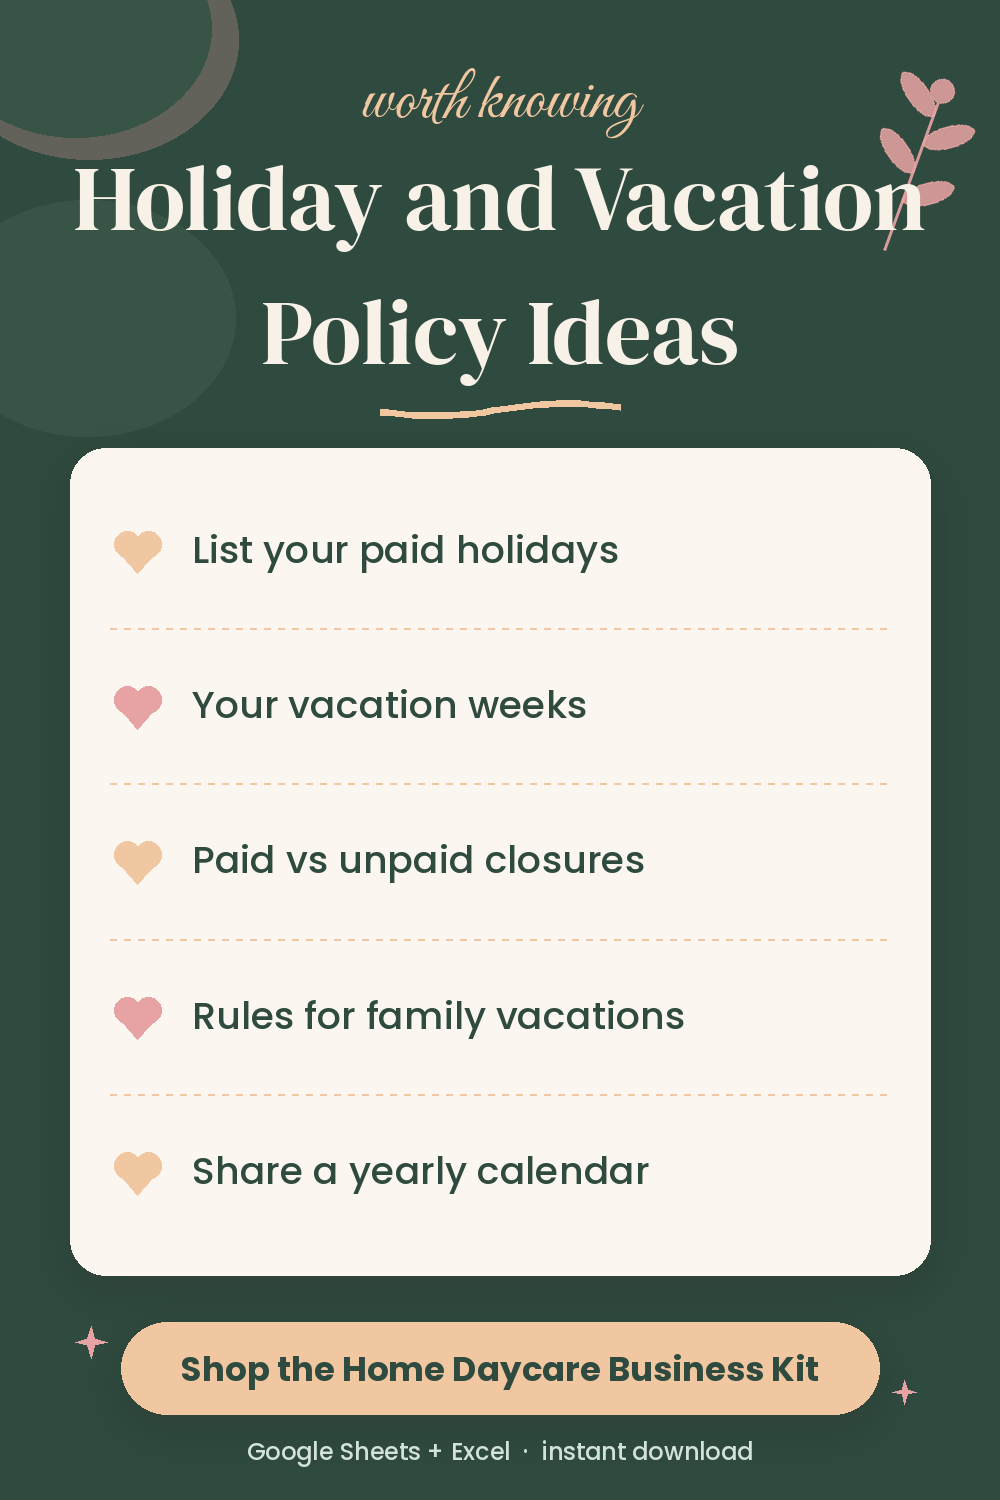 worth knowing
Holiday and Vacation
Policy Ideas
List your paid holidays
Your vacation weeks
Paid vs unpaid closures
Rules for family vacations
Share a yearly calendar
Shop the Home Daycare Business Kit
Google Sheets + Excel · instant download